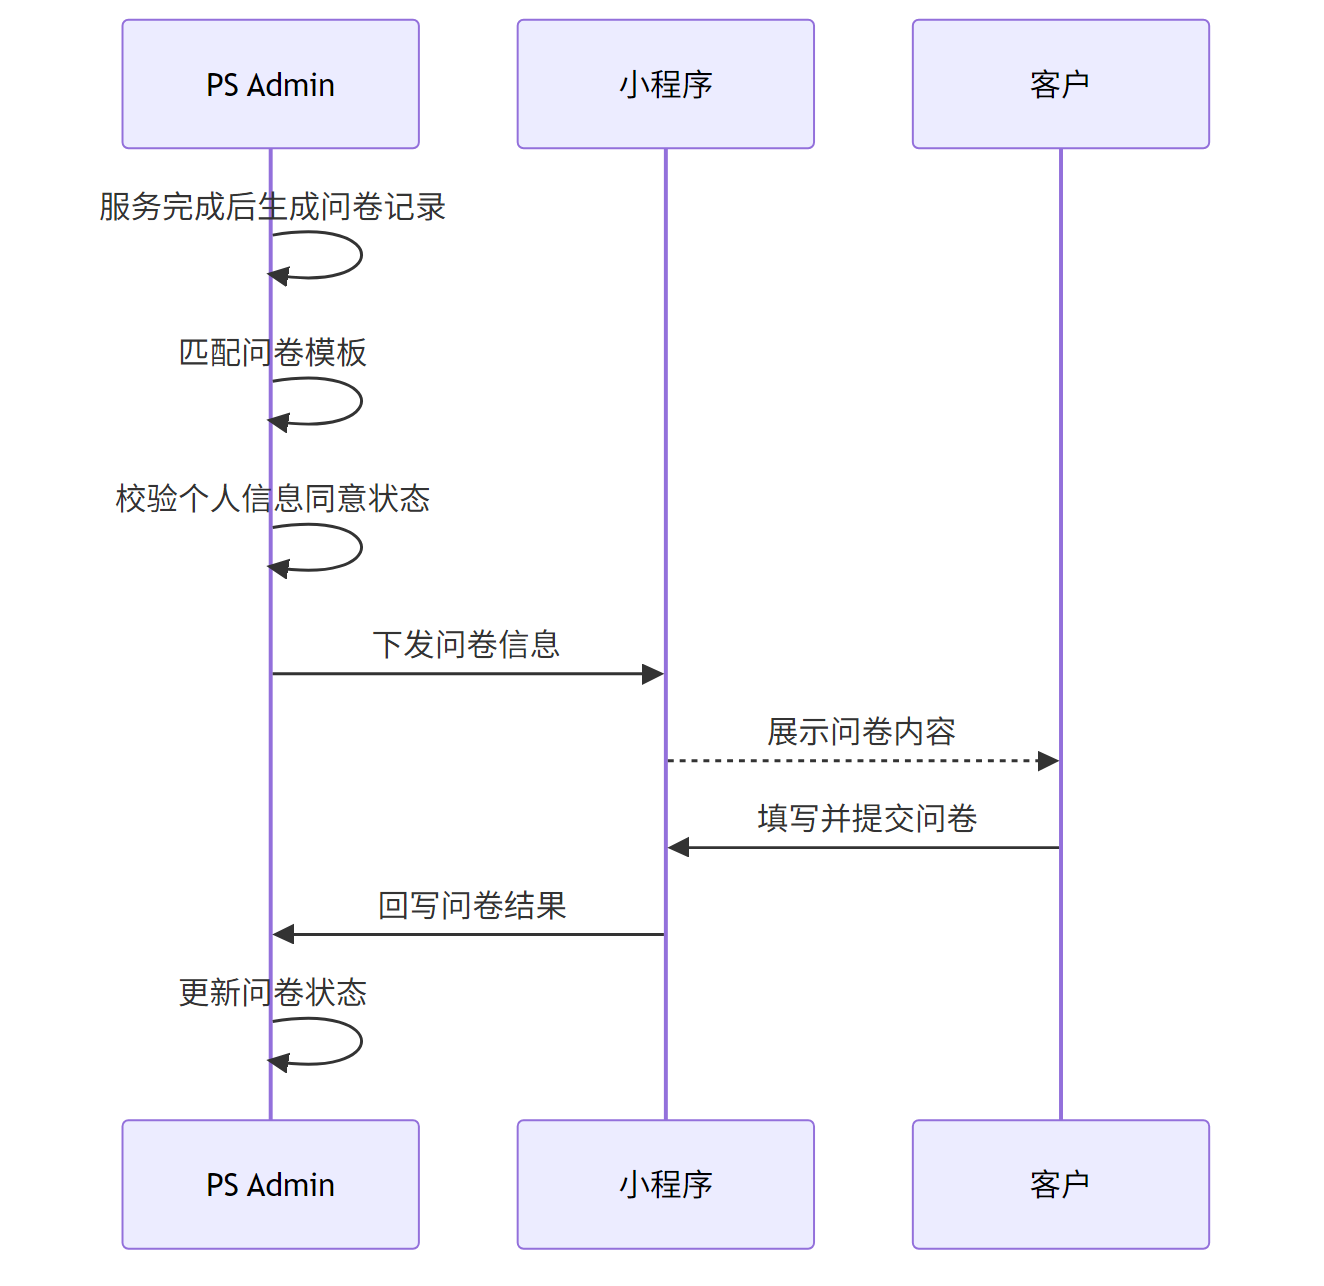 PS Admin
小程序
客户
服务完成后生成问卷记录
匹配问卷模板
校验个人信息同意状态
下发问卷信息
展示问卷内容
填写并提交问卷
回写问卷结果
更新问卷状态
PS Admin
小程序
客户